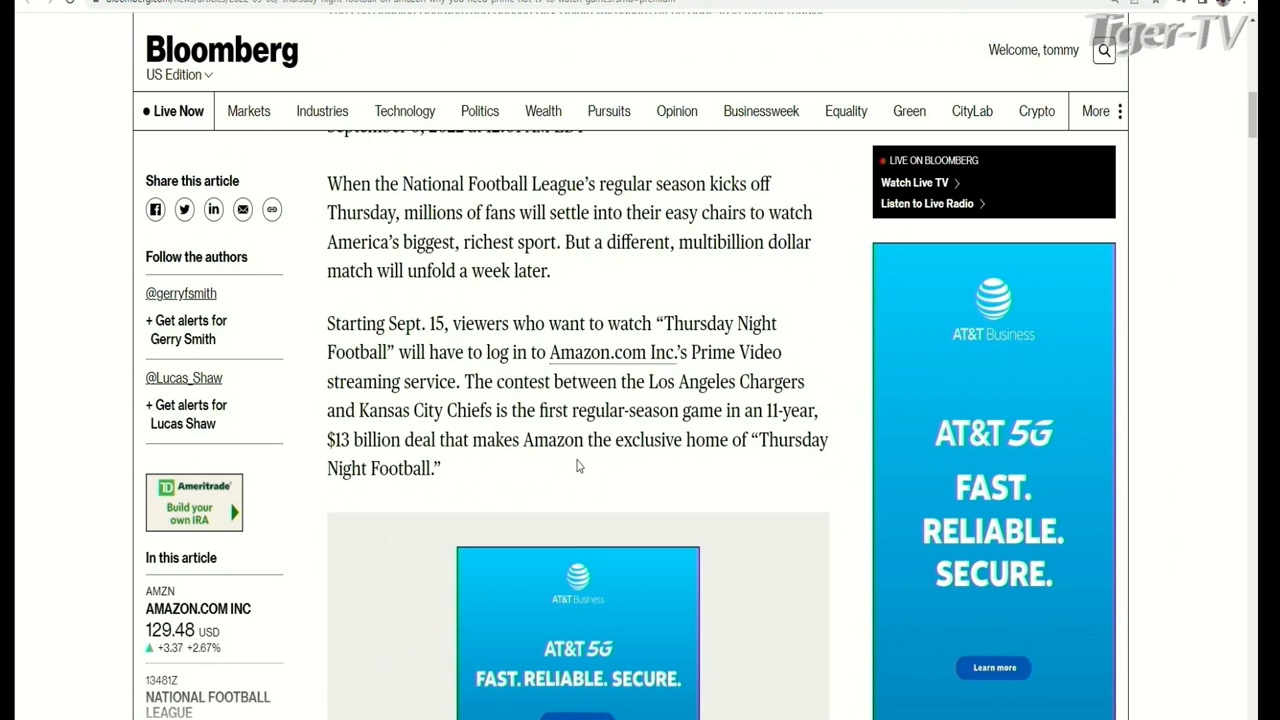 Tiger-TV
Bloomberg
US Edition
Welcome, tommy
Live Now
Markets
Industries
Technology
Politics
Wealth
Pursuits
Opinion
Businessweek
Equality
Green
CityLab
Crypto
More
Share this article
Follow the authors
@gerryfsmith
+ Get alerts for
Gerry Smith
@Lucas_Shaw
+ Get alerts for
Lucas Shaw
TD Ameritrade
Build your
own IRA
In this article
AMZN
AMAZON.COM INC
129.48 USD
+3.37 +2.67%
13481Z
NATIONAL FOOTBALL
LEAGUE
When the National Football League’s regular season kicks off
Thursday, millions of fans will settle into their easy chairs to watch
America’s biggest, richest sport. But a different, multibillion dollar
match will unfold a week later.
Starting Sept. 15, viewers who want to watch “Thursday Night
Football” will have to log in to Amazon.com Inc.’s Prime Video
streaming service. The contest between the Los Angeles Chargers
and Kansas City Chiefs is the first regular-season game in an 11-year,
$13 billion deal that makes Amazon the exclusive home of “Thursday
Night Football.”
AT&T Business
AT&T 5G
FAST. RELIABLE. SECURE.
LIVE ON BLOOMBERG
Watch Live TV
Listen to Live Radio
AT&T Business
AT&T 5G
FAST.
RELIABLE.
SECURE.
Learn more